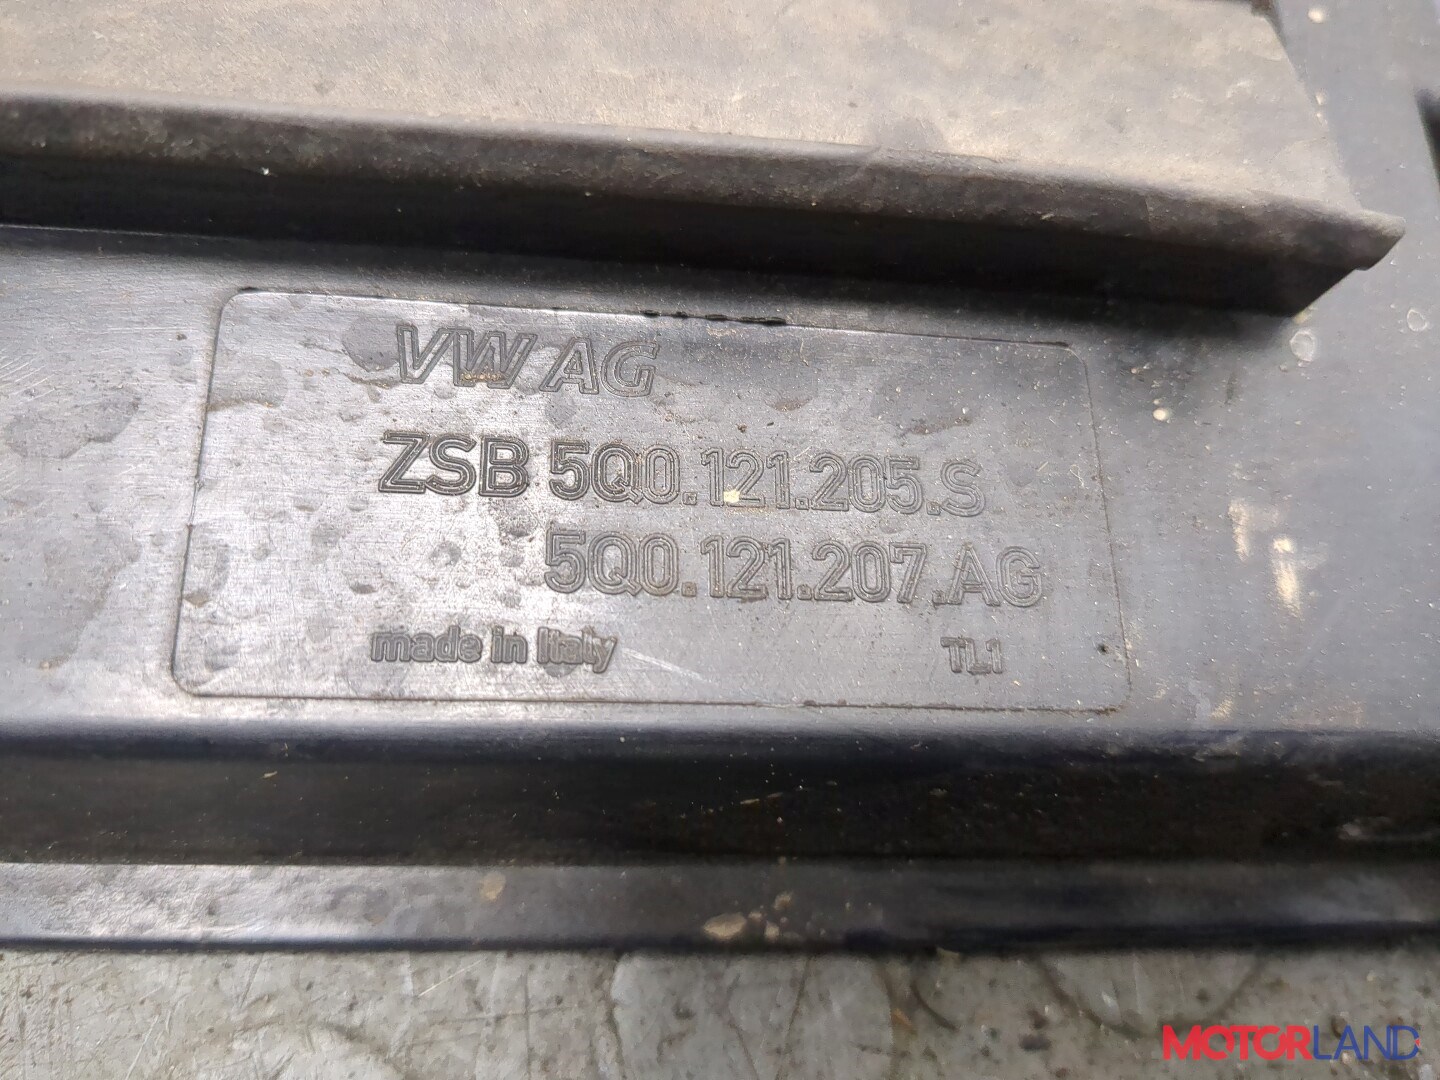 VW AG
ZSB 5Q0.121.205.S
5Q0.121.207.AG
made in Italy TL1
MOTORLAND